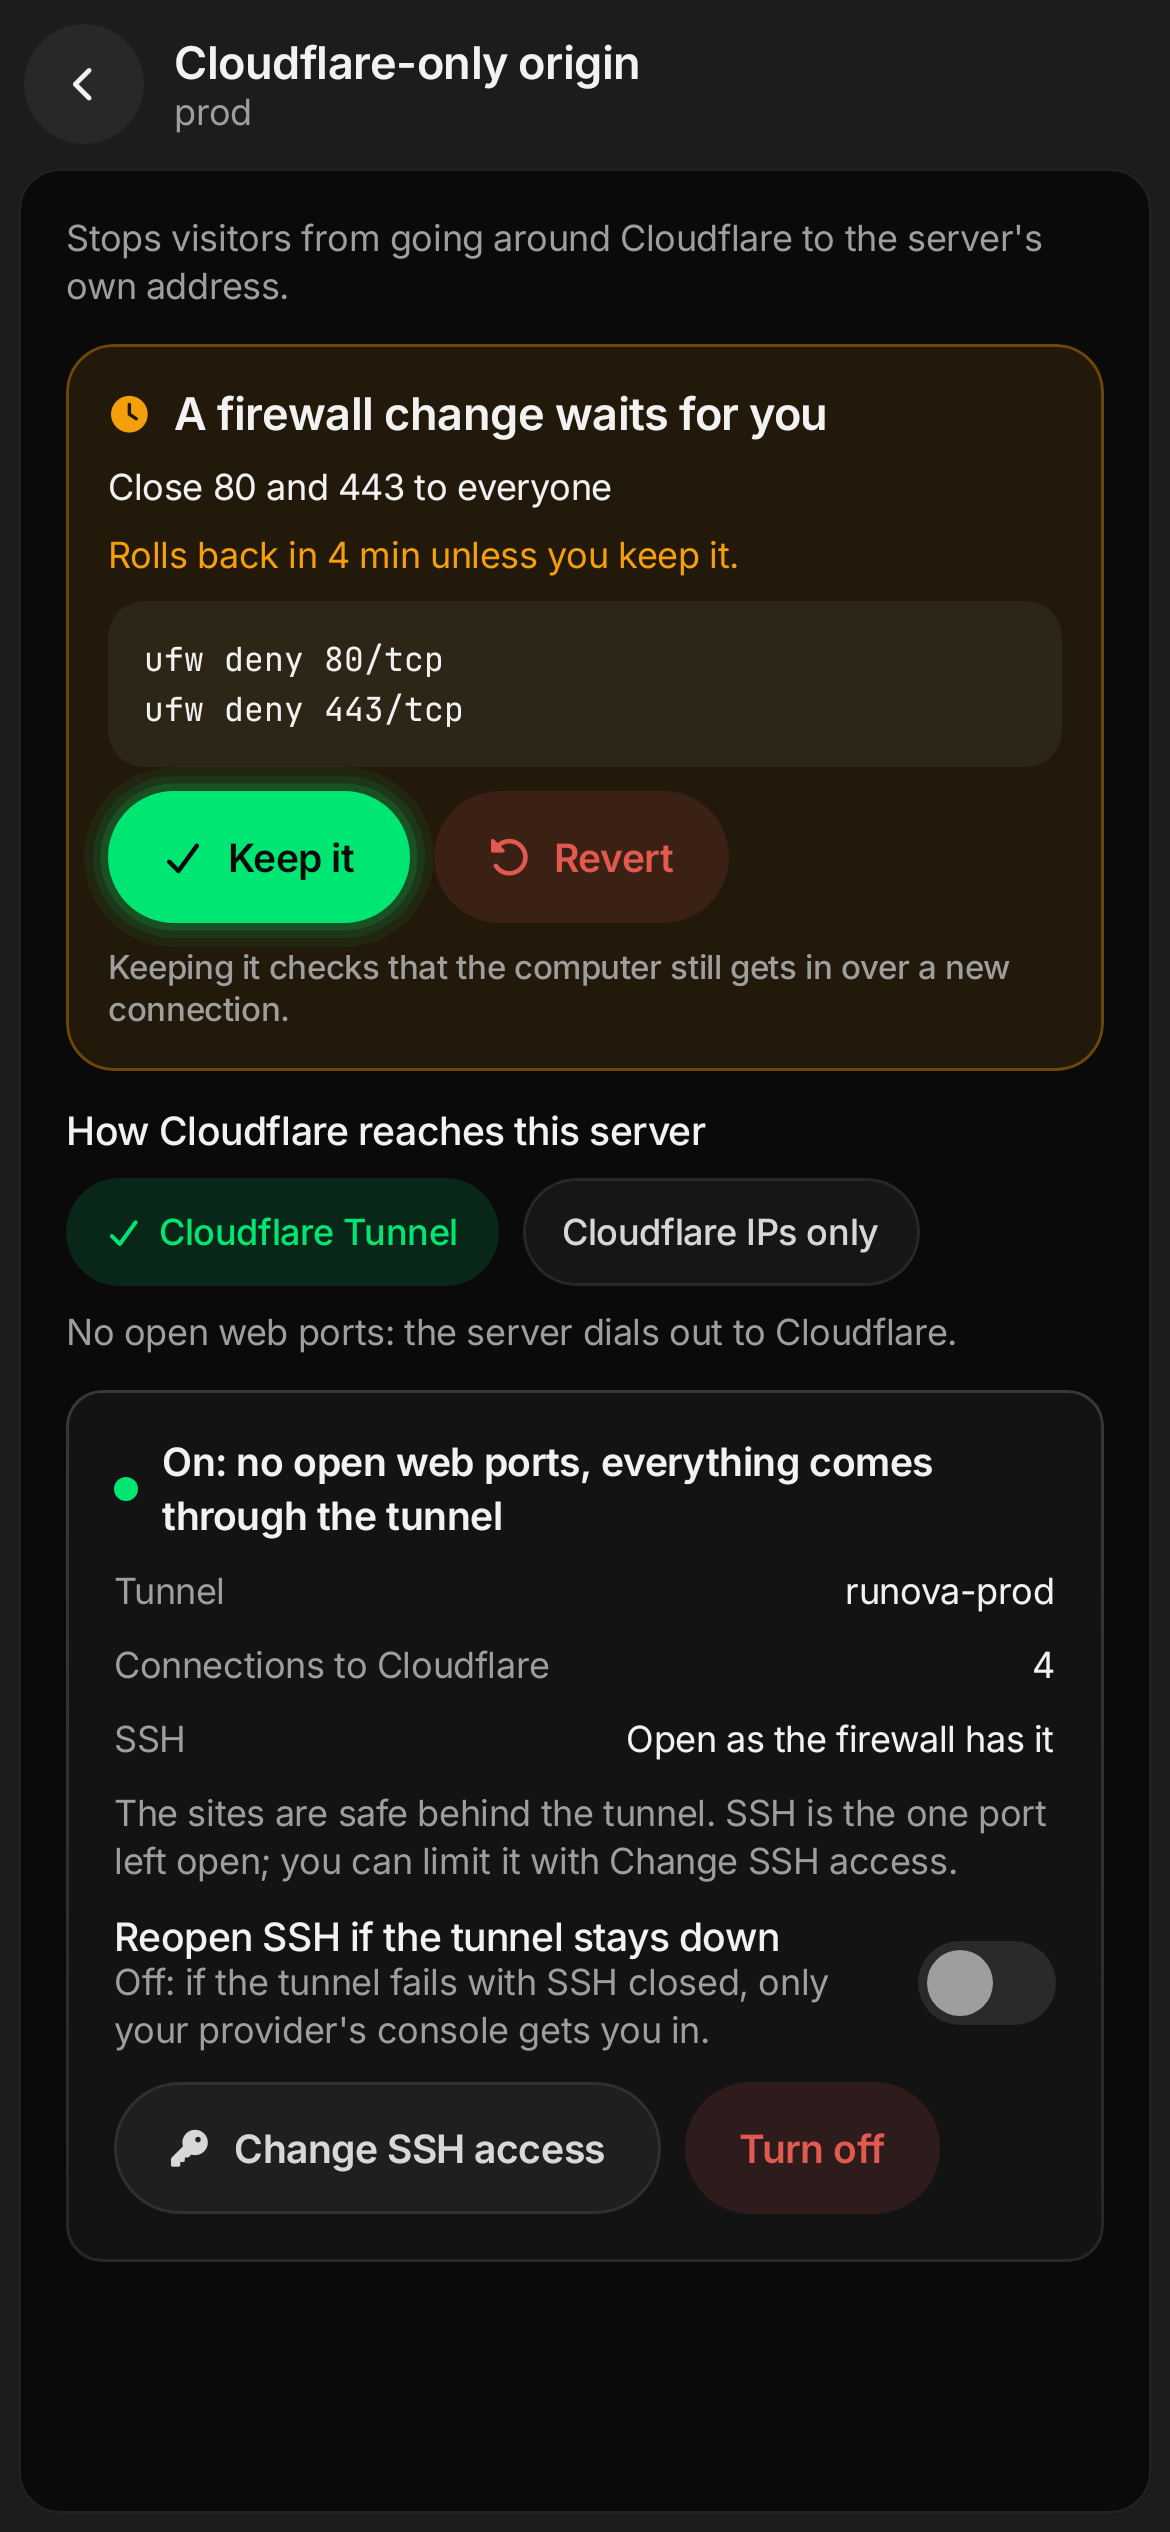 Cloudflare-only origin
prod
Stops visitors from going around Cloudflare to the server's
own address.
A firewall change waits for you
Close 80 and 443 to everyone
Rolls back in 4 min unless you keep it.
ufw deny 80/tcp
ufw deny 443/tcp
Keep it
Revert
Keeping it checks that the computer still gets in over a new
connection.
How Cloudflare reaches this server
Cloudflare Tunnel
Cloudflare IPs only
No open web ports: the server dials out to Cloudflare.
On: no open web ports, everything comes
through the tunnel
Tunnel runova-prod
Connections to Cloudflare 4
SSH Open as the firewall has it
The sites are safe behind the tunnel. SSH is the one port
left open; you can limit it with Change SSH access.
Reopen SSH if the tunnel stays down
Off: if the tunnel fails with SSH closed, only
your provider's console gets you in.
Change SSH access
Turn off